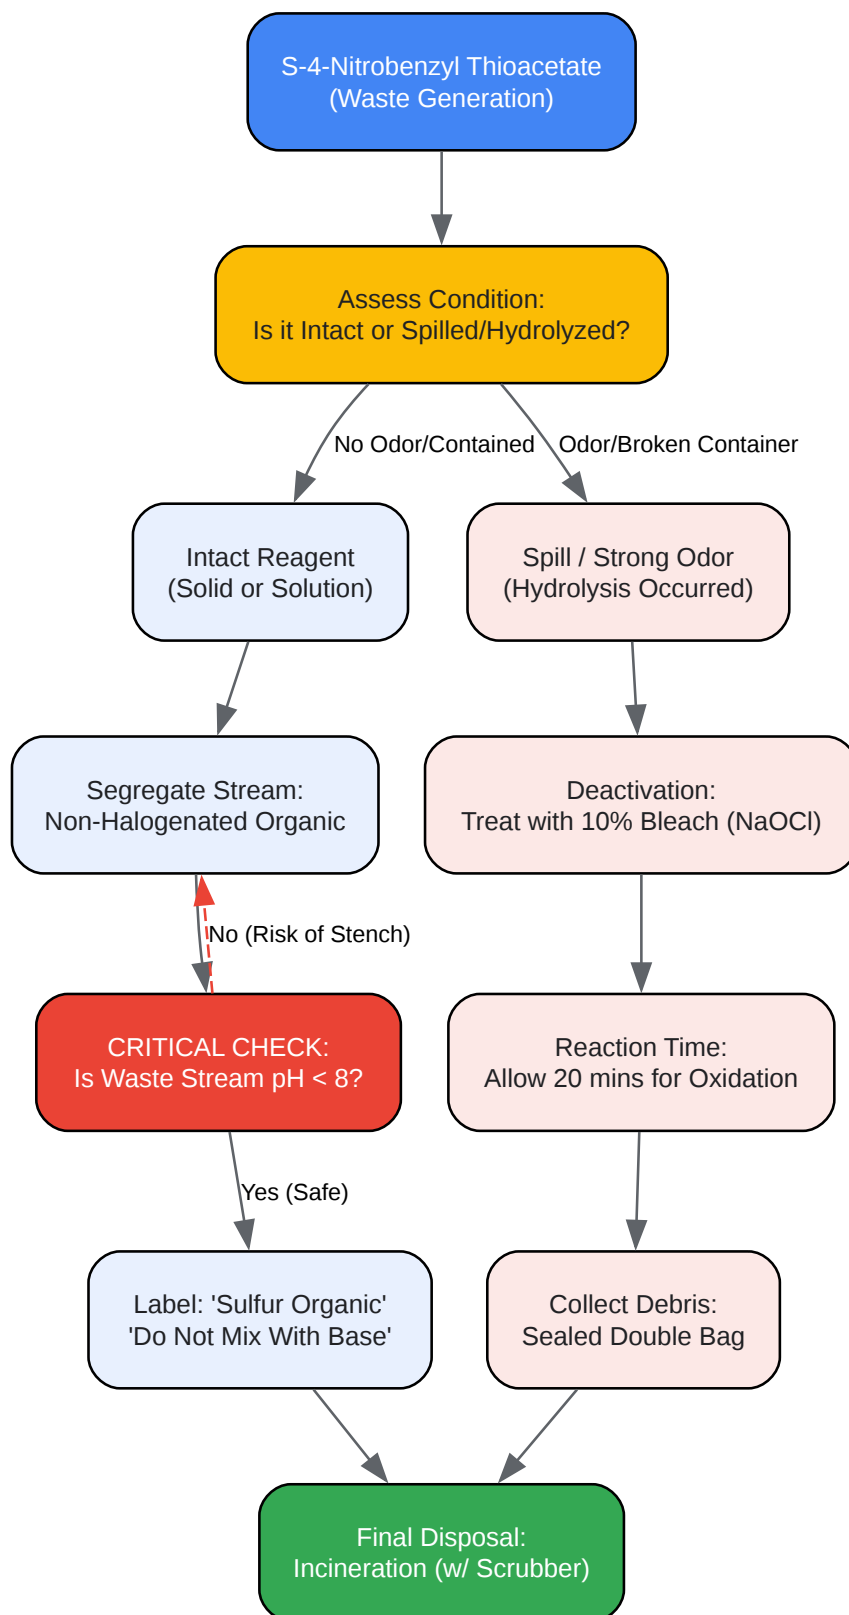 S-4-Nitrobenzyl Thioacetate
(Waste Generation)
Assess Condition:
Is it Intact or Spilled/Hydrolyzed?
No Odor/Contained
Odor/Broken Container
Intact Reagent
(Solid or Solution)
Spill / Strong Odor
(Hydrolysis Occurred)
Segregate Stream:
Non-Halogenated Organic
Deactivation:
Treat with 10% Bleach (NaOCl)
No (Risk of Stench)
CRITICAL CHECK:
Is Waste Stream pH < 8?
Reaction Time:
Allow 20 mins for Oxidation
Yes (Safe)
Label: 'Sulfur Organic'
'Do Not Mix With Base'
Collect Debris:
Sealed Double Bag
Final Disposal:
Incineration (w/ Scrubber)